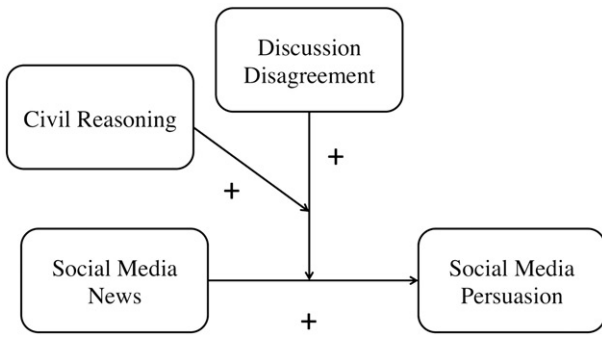 Discussion
Disagreement
Civil Reasoning
+
+
Social Media
News
Social Media
Persuasion
+